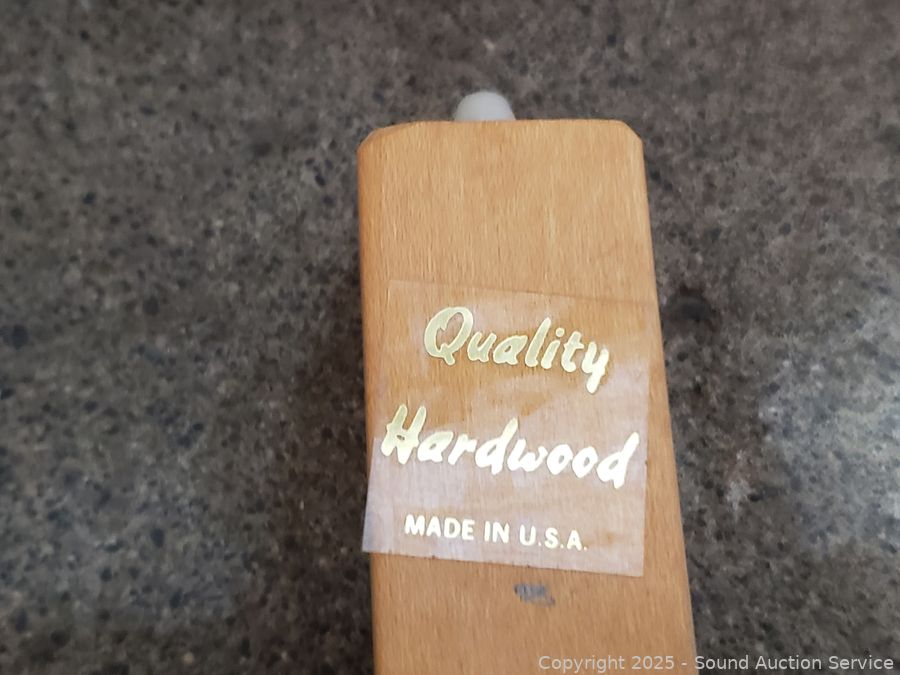 Quality
Hardwood
MADE IN U.S.A.
Copyright 2025 - Sound Auction Service